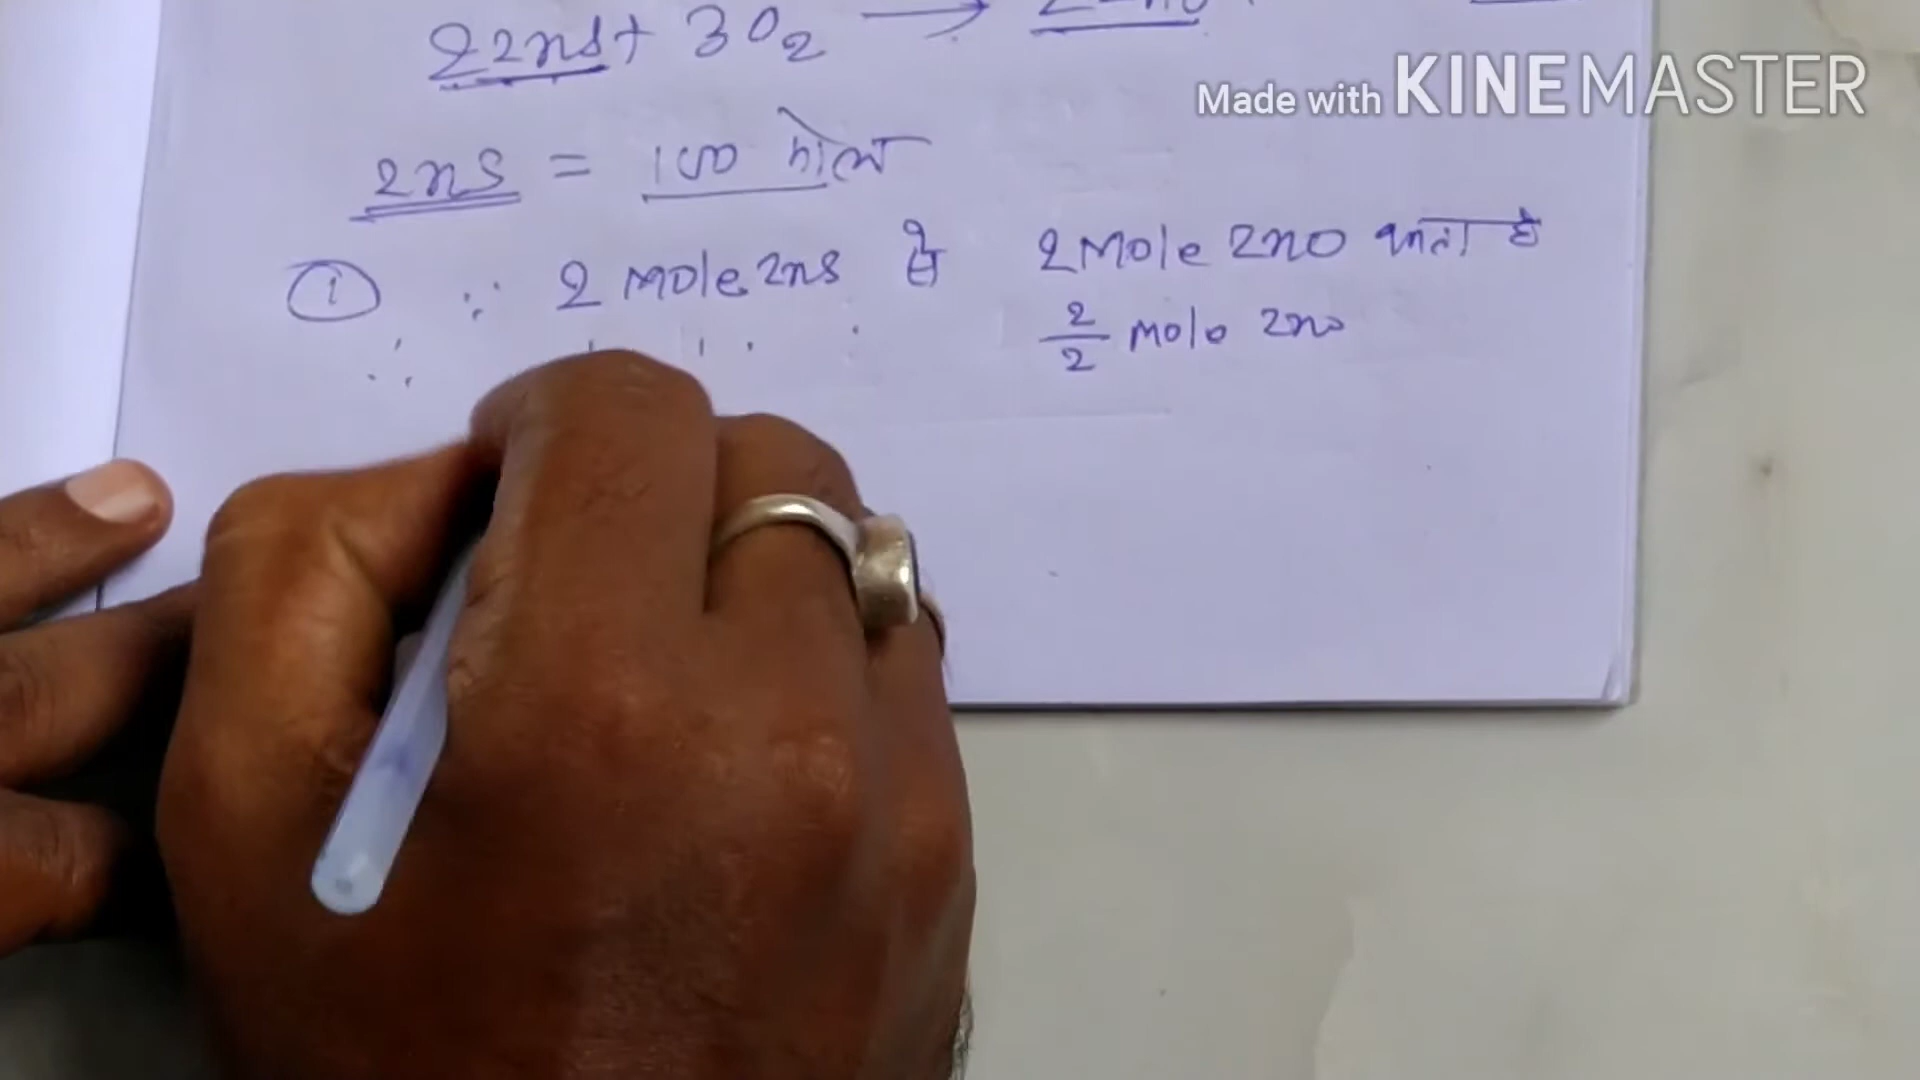 2ZnS + 3O₂ → 2ZnO
Made with KINEMASTER
ZnS = 100 मोल
① ∵ 2 mole ZnS से 2 Mole ZnO बनता है
∴ 2/2 mole ZnO